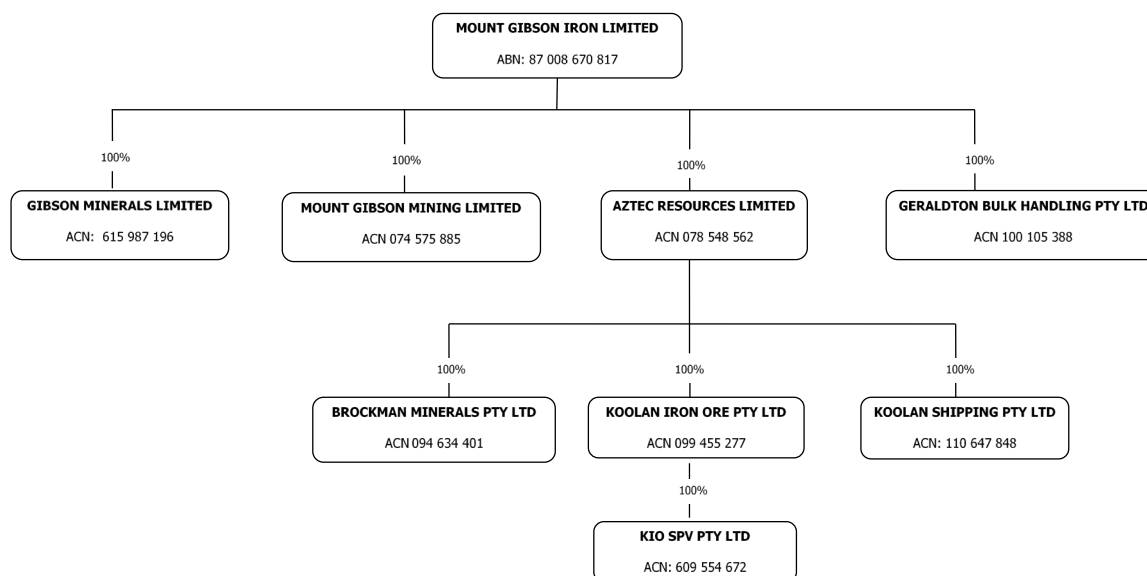 MOUNT GIBSON IRON LIMITED
ABN: 87 008 670 817
100%
100%
100%
100%
GIBSON MINERALS LIMITED
ACN: 615 987 196
MOUNT GIBSON MINING LIMITED
ACN 074 575 885
AZTEC RESOURCES LIMITED
ACN 078 548 562
GERALDTON BULK HANDLING PTY LTD
ACN 100 105 388
100%
100%
100%
BROCKMAN MINERALS PTY LTD
ACN 094 634 401
KOOLAN IRON ORE PTY LTD
ACN 099 455 277
KOOLAN SHIPPING PTY LTD
ACN: 110 647 848
100%
KIO SPV PTY LTD
ACN: 609 554 672